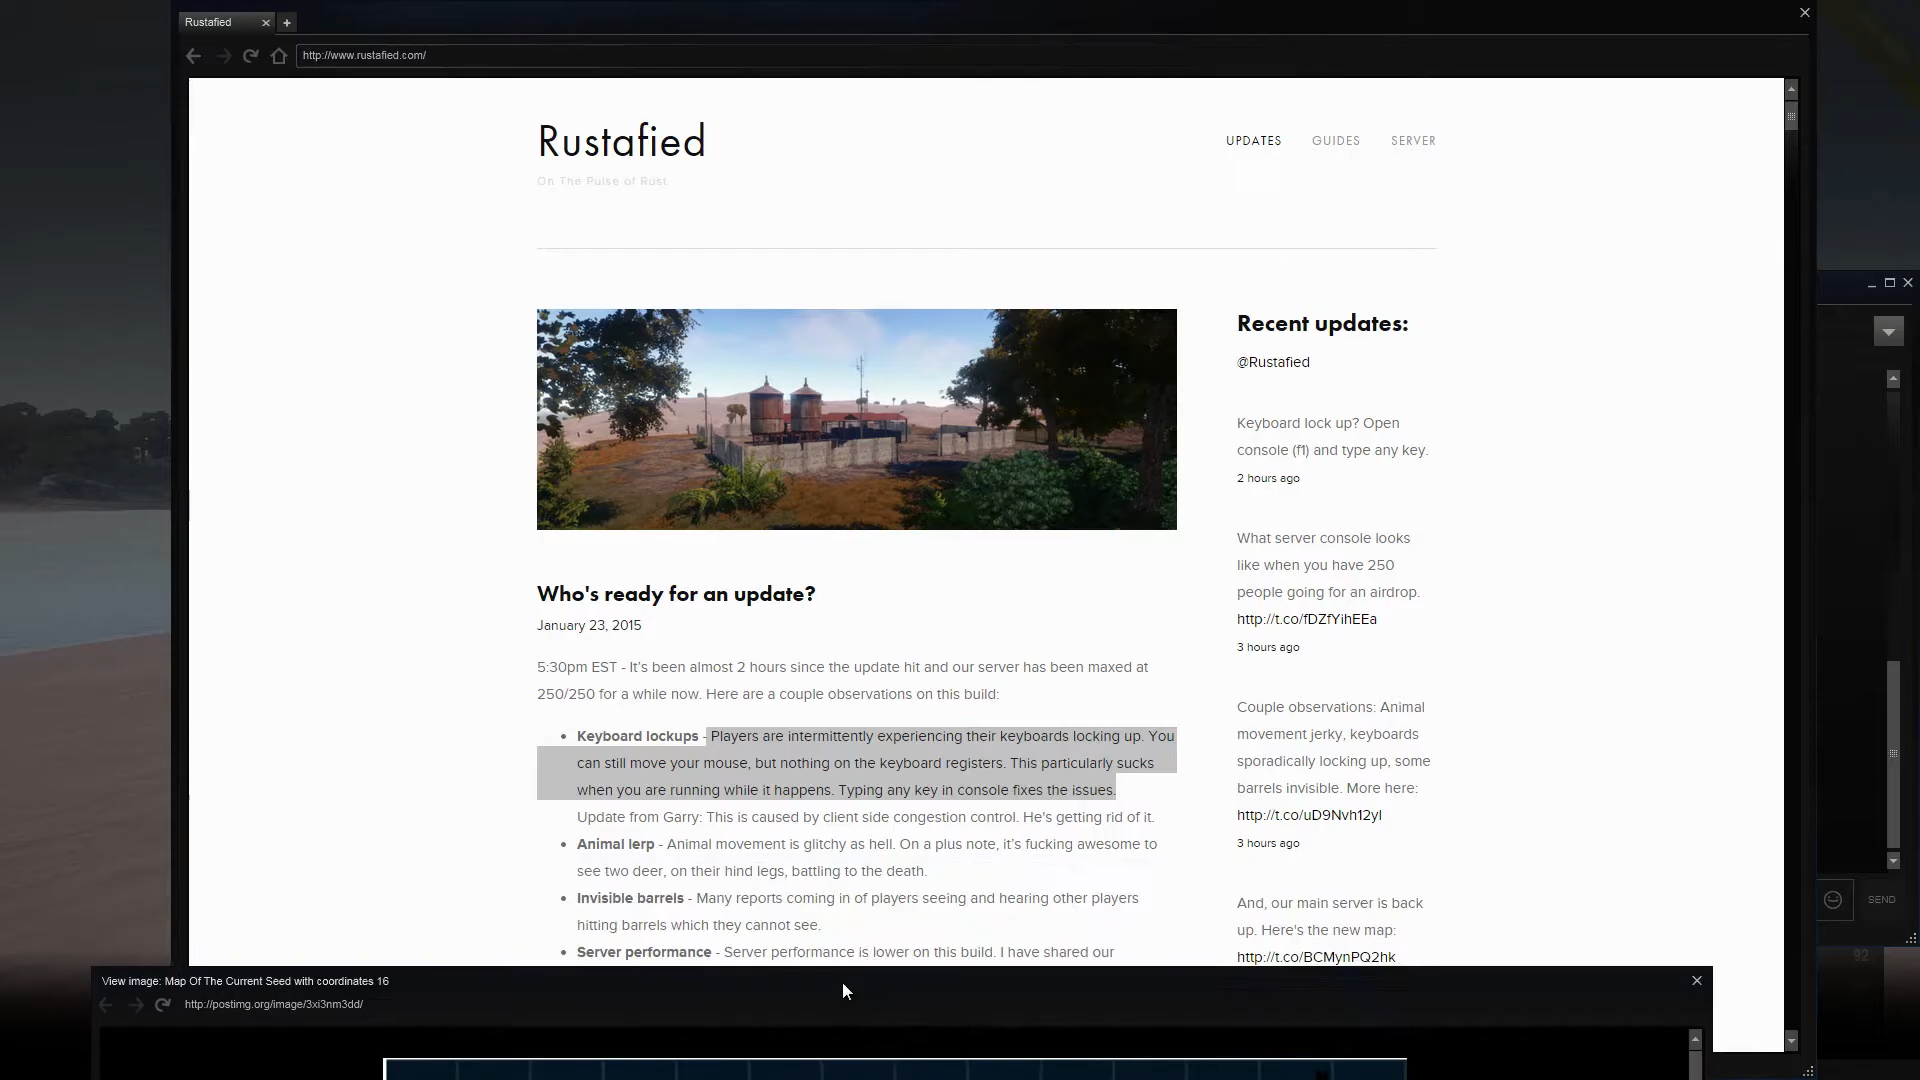 Rustafied
http://www.rustafied.com/
Rustafied
On The Pulse of Rust.
UPDATES GUIDES SERVER
Who's ready for an update?
January 23, 2015
5:30pm EST - It's been almost 2 hours since the update hit and our server has been maxed at
250/250 for a while now. Here are a couple observations on this build:
• Keyboard lockups - Players are intermittently experiencing their keyboards locking up. You
can still move your mouse, but nothing on the keyboard registers. This particularly sucks
when you are running while it happens. Typing any key in console fixes the issues.
Update from Garry: This is caused by client side congestion control. He's getting rid of it.
• Animal lerp - Animal movement is glitchy as hell. On a plus note, it's fucking awesome to
see two deer, on their hind legs, battling to the death.
• Invisible barrels - Many reports coming in of players seeing and hearing other players
hitting barrels which they cannot see.
• Server performance - Server performance is lower on this build. I have shared our
Recent updates:
@Rustafied
Keyboard lock up? Open
console (f1) and type any key.
2 hours ago
What server console looks
like when you have 250
people going for an airdrop.
http://t.co/fDZfYihEEa
3 hours ago
Couple observations: Animal
movement jerky, keyboards
sporadically locking up, some
barrels invisible. More here:
http://t.co/uD9Nvh12yI
3 hours ago
And, our main server is back
up. Here's the new map:
http://t.co/BCMynPQ2hk
SEND
92
View image: Map Of The Current Seed with coordinates 16
http://postimg.org/image/3xi3nm3dd/